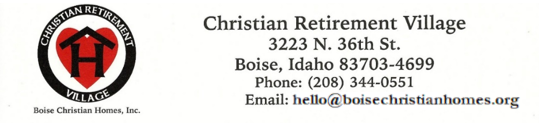 CHRISTIAN RETIREMENT
VILLAGE
H
Boise Christian Homes, Inc.
Christian Retirement Village
3223 N. 36th St.
Boise, Idaho 83703-4699
Phone: (208) 344-0551
Email: hello@boisechristianhomes.org